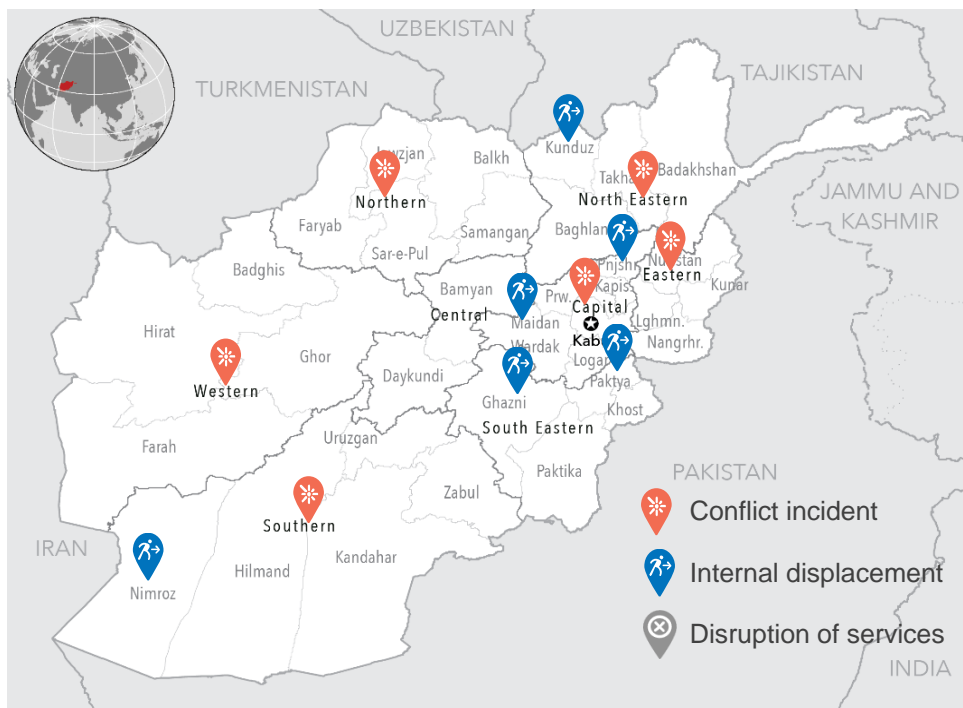 UZBEKISTAN
TAJIKISTAN
TURKMENISTAN
Kunduz
Jawzjan
Balkh
Takhar
Badakhshan
JAMMU AND
KASHMIR
Northern
North Eastern
Faryab
Baghlan
Samangan
Sar-e-Pul
Nuristan
Pnjshr.
Badghis
Eastern
Bamyan
Kapis.
Kunar
Prw.
Central
Capital
Hirat
Maidan
Wardak
Lghmn.
Kabul
Nangrhr.
Ghor
Logar
Daykundi
Paktya
Western
Ghazni
Khost
South Eastern
Uruzgan
Farah
Paktika
PAKISTAN
Zabul
Conflict incident
Southern
IRAN
Kandahar
Hilmand
Internal displacement
Nimroz
Disruption of services
INDIA